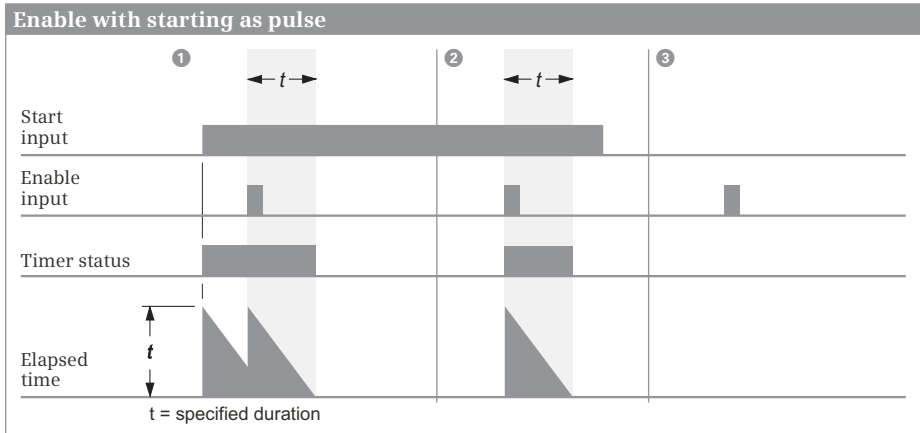 Enable with starting as pulse
1
2
3
t
t
Start
input
Enable
input
Timer status
t
Elapsed
time
t = specified duration